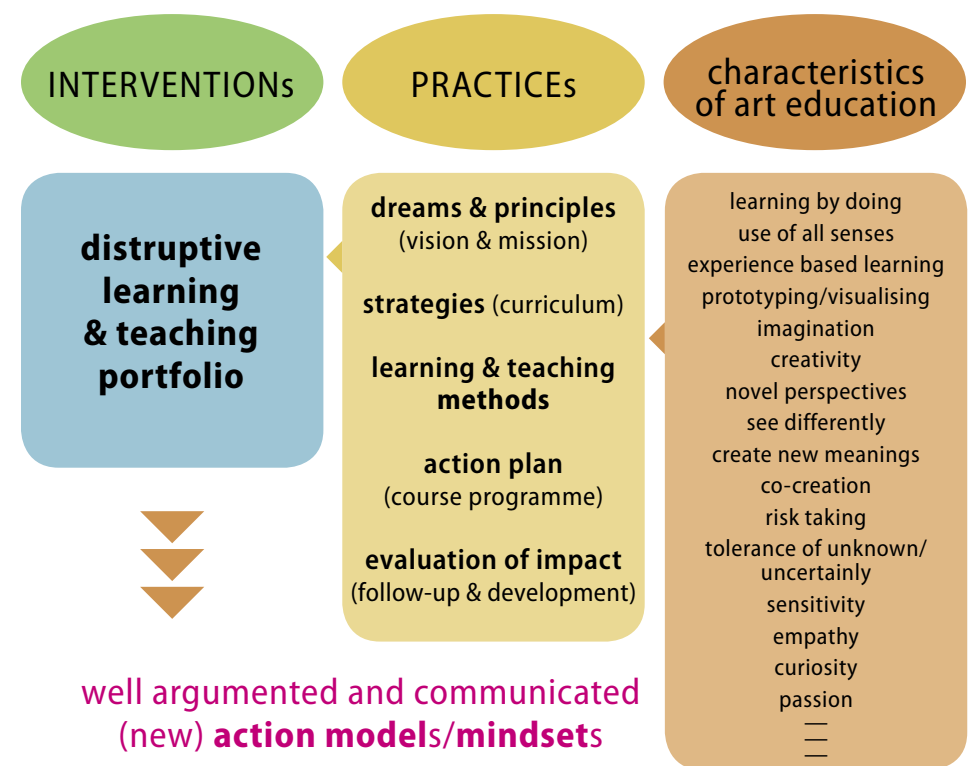 INTERVENTIONs
PRACTICEs
characteristics
of art education
distruptive
learning
& teaching
portfolio
dreams & principles
(vision & mission)
strategies (curriculum)
learning & teaching
methods
action plan
(course programme)
evaluation of impact
(follow-up & development)
learning by doing
use of all senses
experience based learning
prototyping/visualising
imagination
creativity
novel perspectives
see differently
create new meanings
co-creation
risk taking
tolerance of unknown/
uncertainly
sensitivity
empathy
curiosity
passion
—
—
—
well argumented and communicated
(new) action models/mindsets